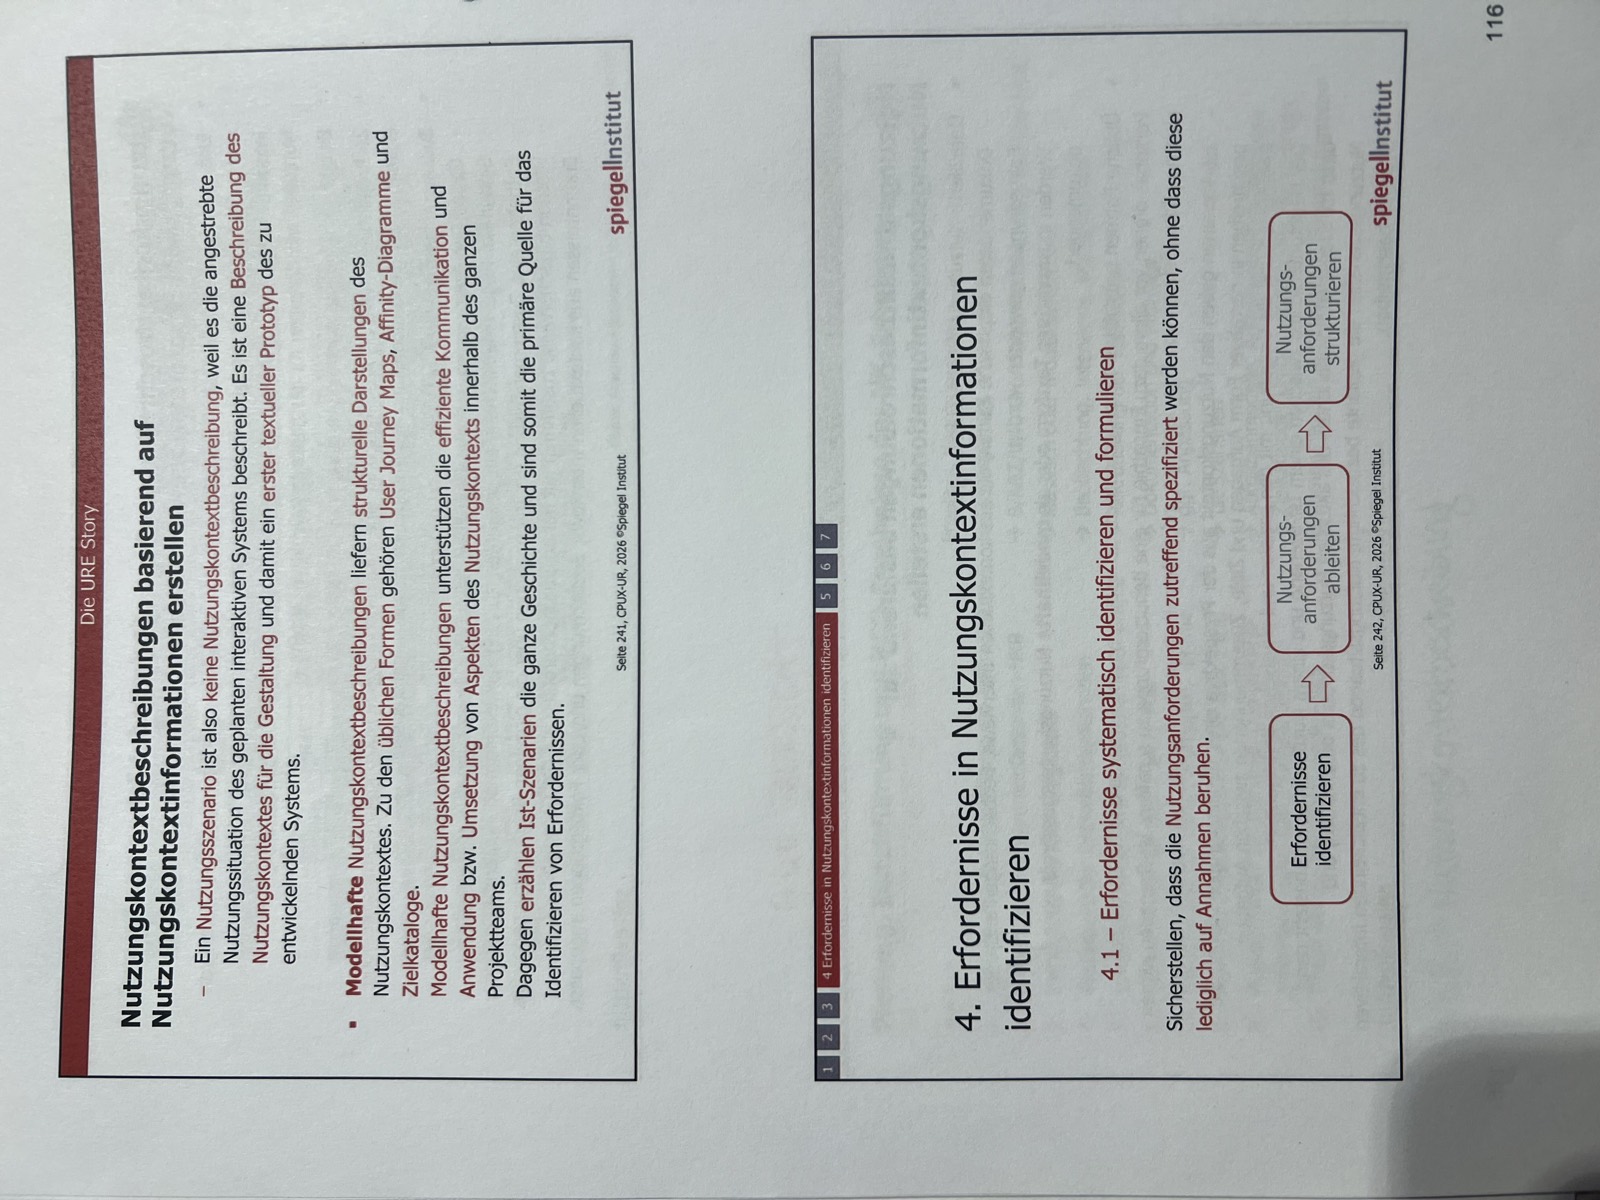 Die URE Story
Nutzungskontextbeschreibungen basierend auf
Nutzungskontextinformationen erstellen
– Ein Nutzungsszenario ist also keine Nutzungskontextbeschreibung, weil es die angestrebte
Nutzungssituation des geplanten interaktiven Systems beschreibt. Es ist eine Beschreibung des
Nutzungskontextes für die Gestaltung und damit ein erster textueller Prototyp des zu
entwickelnden Systems.
▪ Modellhafte Nutzungskontextbeschreibungen liefern strukturelle Darstellungen des
Nutzungskontextes. Zu den üblichen Formen gehören User Journey Maps, Affinity-Diagramme und
Zielkataloge.
Modellhafte Nutzungskontextbeschreibungen unterstützen die effiziente Kommunikation und
Anwendung bzw. Umsetzung von Aspekten des Nutzungskontexts innerhalb des ganzen
Projektteams.
Dagegen erzählen Ist-Szenarien die ganze Geschichte und sind somit die primäre Quelle für das
Identifizieren von Erfordernissen.
Seite 241, CPUX-UR, 2026 ©Spiegel Institut
spiegelInstitut
1 2 3 4 Erfordernisse in Nutzungskontextinformationen identifizieren 5 6 7
4. Erfordernisse in Nutzungskontextinformationen
identifizieren
4.1 – Erfordernisse systematisch identifizieren und formulieren
Sicherstellen, dass die Nutzungsanforderungen zutreffend spezifiziert werden können, ohne dass diese
lediglich auf Annahmen beruhen.
Erfordernisse
identifizieren
Nutzungs-
anforderungen
ableiten
Nutzungs-
anforderungen
strukturieren
Seite 242, CPUX-UR, 2026 ©Spiegel Institut
spiegelInstitut
116